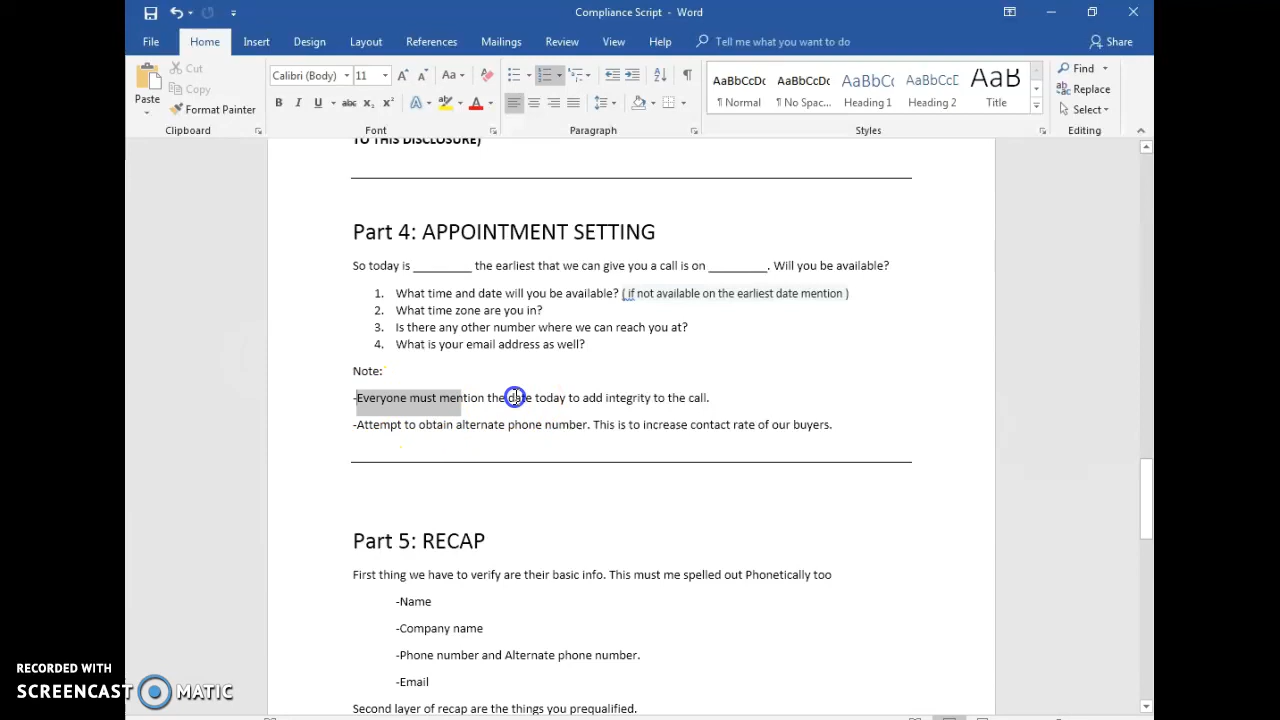 Compliance Script - Word
File Home Insert Design Layout References Mailings Review View Help Tell me what you want to do Share
Paste
Cut
Copy
Format Painter
Clipboard
Calibri (Body) 11
Font
Paragraph
AaBbCcDc AaBbCcDc AaBbCc AaBbCcD AaB
¶ Normal ¶ No Spac... Heading 1 Heading 2 Title
Styles
Find
Replace
Select
Editing
TO THIS DISCLOSURE)
Part 4: APPOINTMENT SETTING
So today is _________ the earliest that we can give you a call is on _________. Will you be available?
1. What time and date will you be available? ( if not available on the earliest date mention )
2. What time zone are you in?
3. Is there any other number where we can reach you at?
4. What is your email address as well?
Note:
-Everyone must mention the date today to add integrity to the call.
-Attempt to obtain alternate phone number. This is to increase contact rate of our buyers.
Part 5: RECAP
First thing we have to verify are their basic info. This must me spelled out Phonetically too
-Name
-Company name
-Phone number and Alternate phone number.
-Email
Second layer of recap are the things you prequalified.
RECORDED WITH
SCREENCAST MATIC